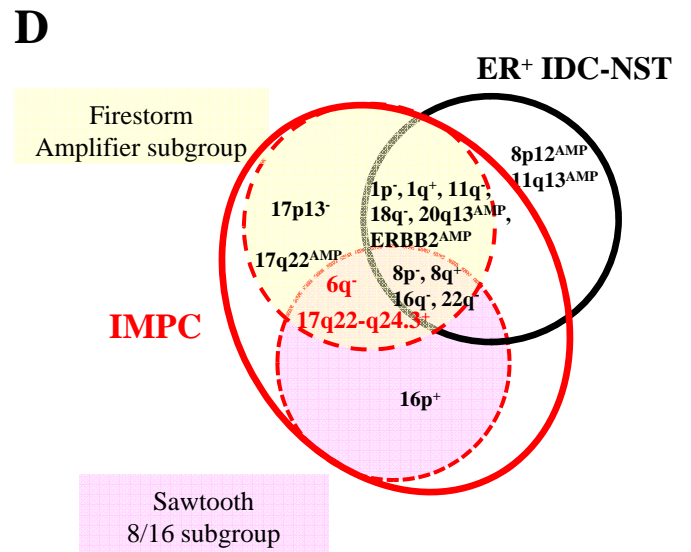 D
ER⁺ IDC-NST
Firestorm
Amplifier subgroup
8p12ᴬᴹᴾ
11q13ᴬᴹᴾ
1p⁻, 1q⁺, 11q⁻,
18q⁻, 20q13ᴬᴹᴾ,
ERBB2ᴬᴹᴾ
17p13⁻
17q22ᴬᴹᴾ
8p⁻, 8q⁺
16q⁻, 22q⁻
6q⁻
17q22-q24.3⁺
IMPC
16p⁺
Sawtooth
8/16 subgroup